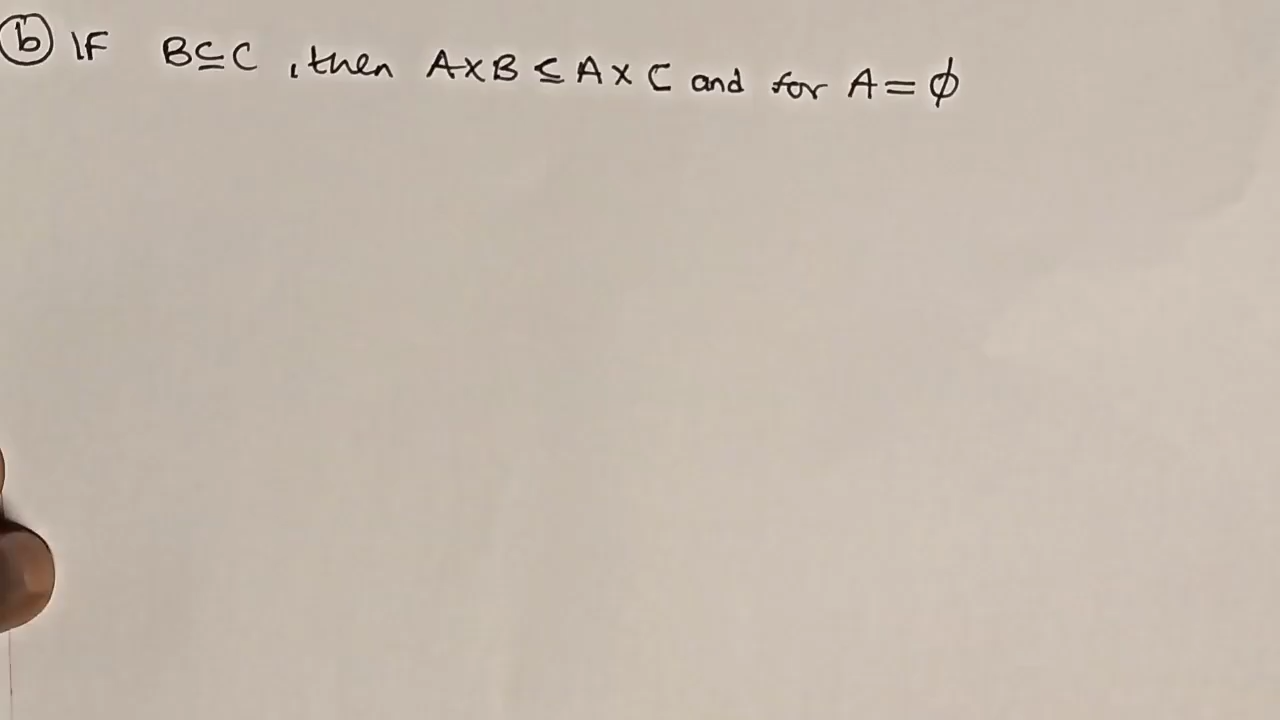 ⓑ IF B⊆C, then A×B ⊆ A×C and for A=ϕ